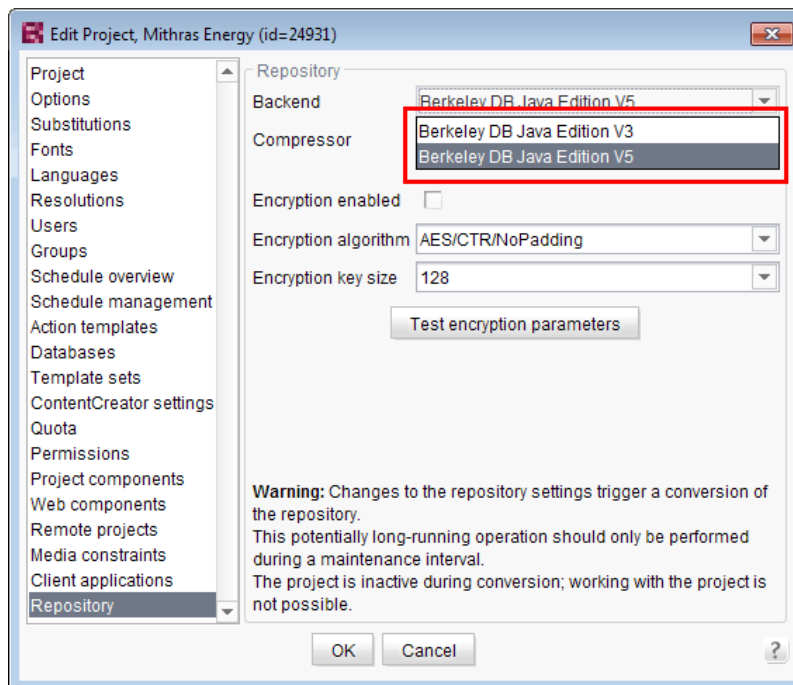 Edit Project, Mithras Energy (id=24931)
Project
Options
Substitutions
Fonts
Languages
Resolutions
Users
Groups
Schedule overview
Schedule management
Action templates
Databases
Template sets
ContentCreator settings
Quota
Permissions
Project components
Web components
Remote projects
Media constraints
Client applications
Repository
Repository
Backend
Berkeley DB Java Edition V5
Compressor
Berkeley DB Java Edition V3
Berkeley DB Java Edition V5
Encryption enabled
Encryption algorithm AES/CTR/NoPadding
Encryption key size 128
Test encryption parameters
Warning: Changes to the repository settings trigger a conversion of
the repository.
This potentially long-running operation should only be performed
during a maintenance interval.
The project is inactive during conversion; working with the project is
not possible.
OK
Cancel
?